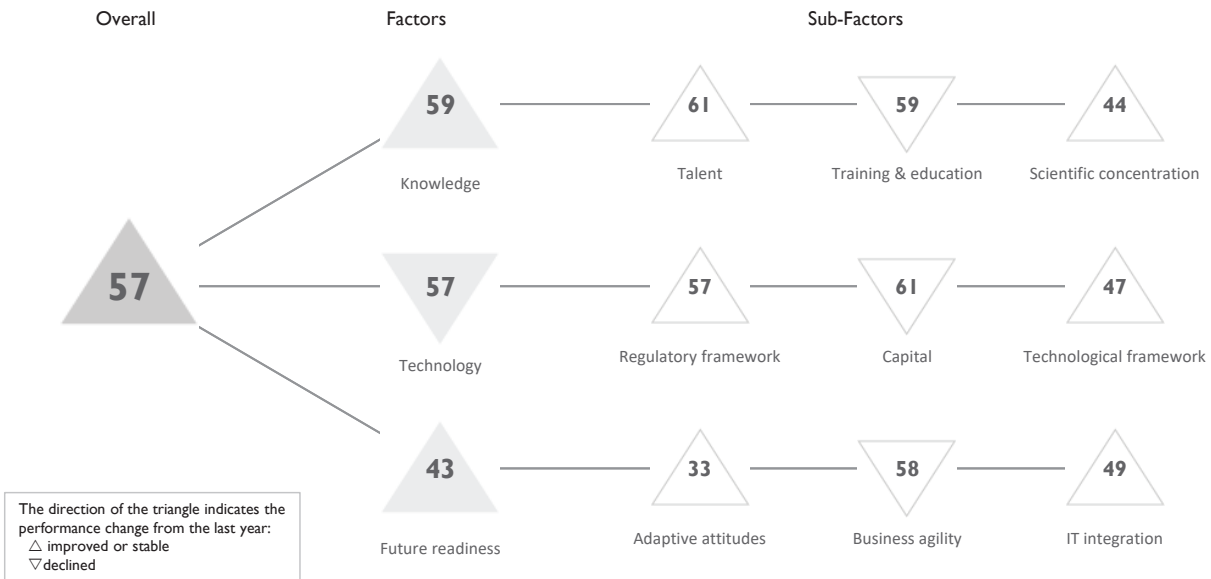 Overall Factors Sub-Factors
59 61 59 44
Knowledge Talent Training & education Scientific concentration
57 57 57 61 47
Technology Regulatory framework Capital Technological framework
43 33 58 49
Future readiness Adaptive attitudes Business agility IT integration
The direction of the triangle indicates the
performance change from the last year:
△ improved or stable
▽ declined